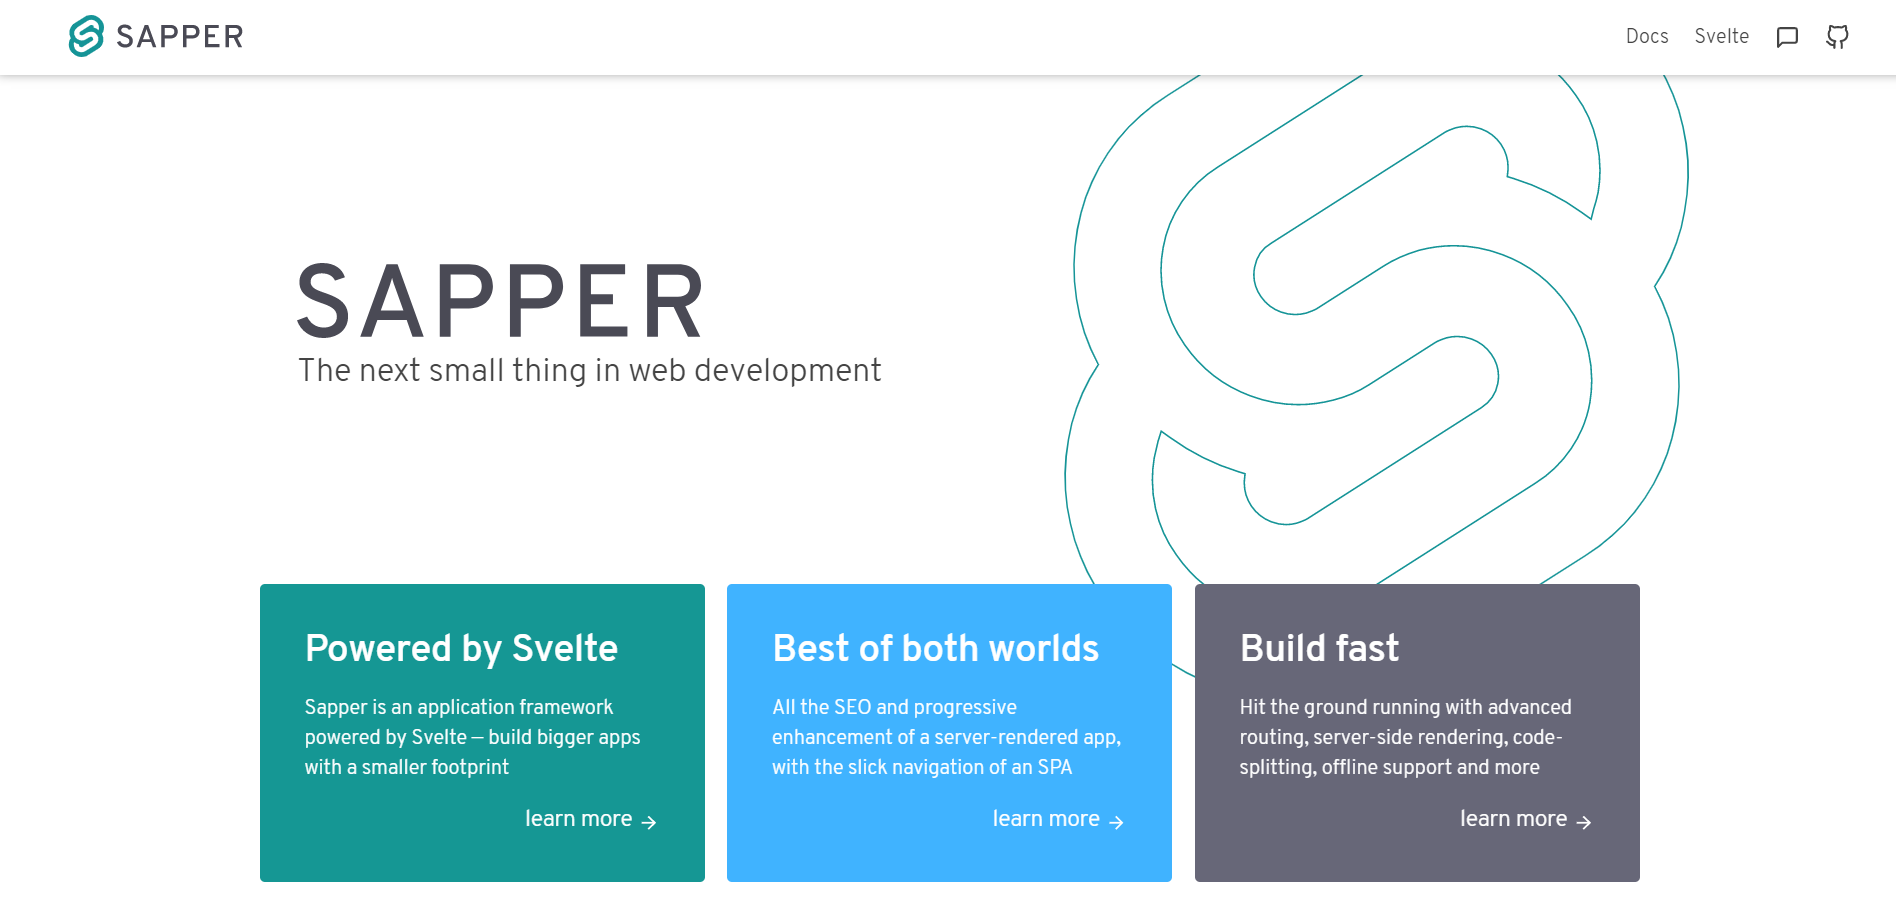 SAPPER
Docs Svelte
SAPPER
The next small thing in web development
Powered by Svelte
Sapper is an application framework
powered by Svelte — build bigger apps
with a smaller footprint
learn more
Best of both worlds
All the SEO and progressive
enhancement of a server-rendered app,
with the slick navigation of an SPA
learn more
Build fast
Hit the ground running with advanced
routing, server-side rendering, code-
splitting, offline support and more
learn more